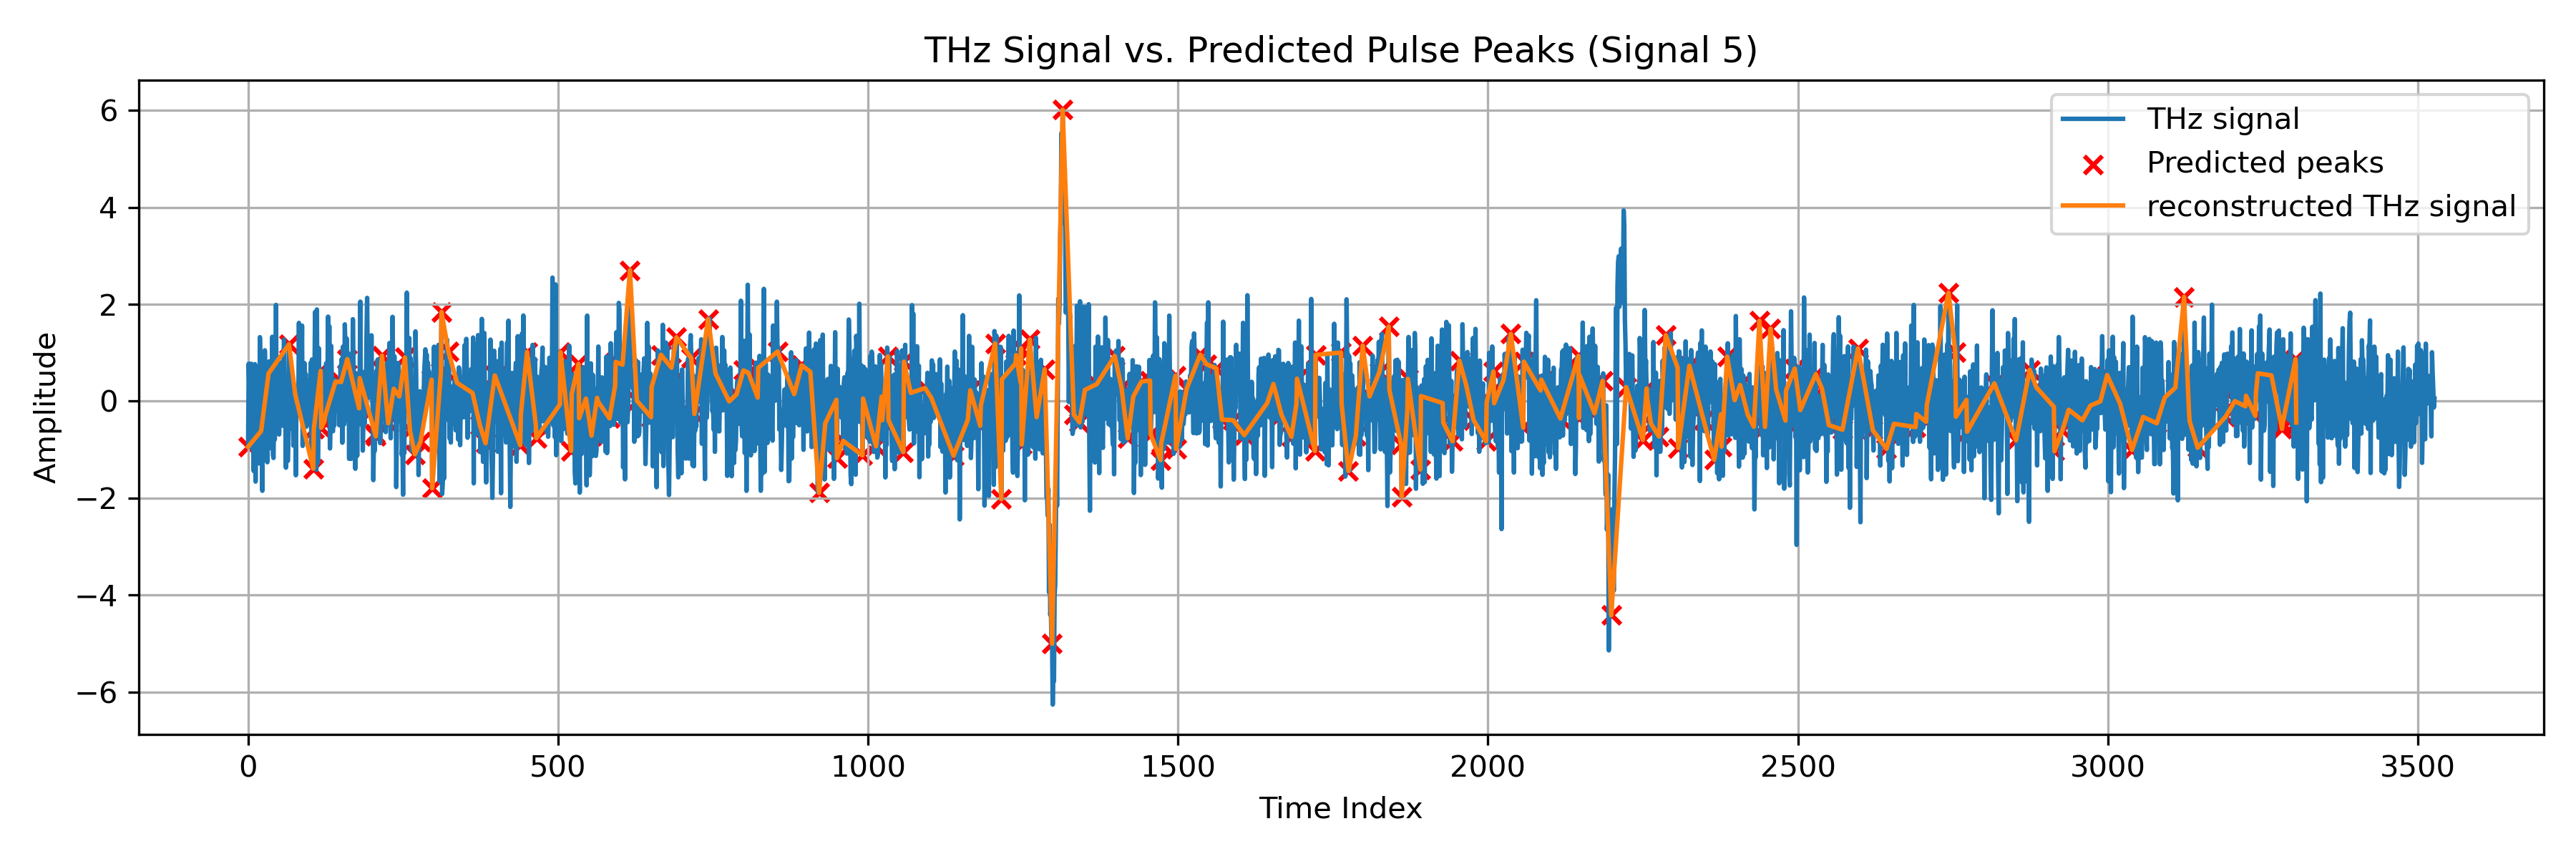 THz Signal vs. Predicted Pulse Peaks (Signal 5)
THz signal
Predicted peaks
reconstructed THz signal
Amplitude
6
4
2
0
−2
−4
−6
0 500 1000 1500 2000 2500 3000 3500
Time Index